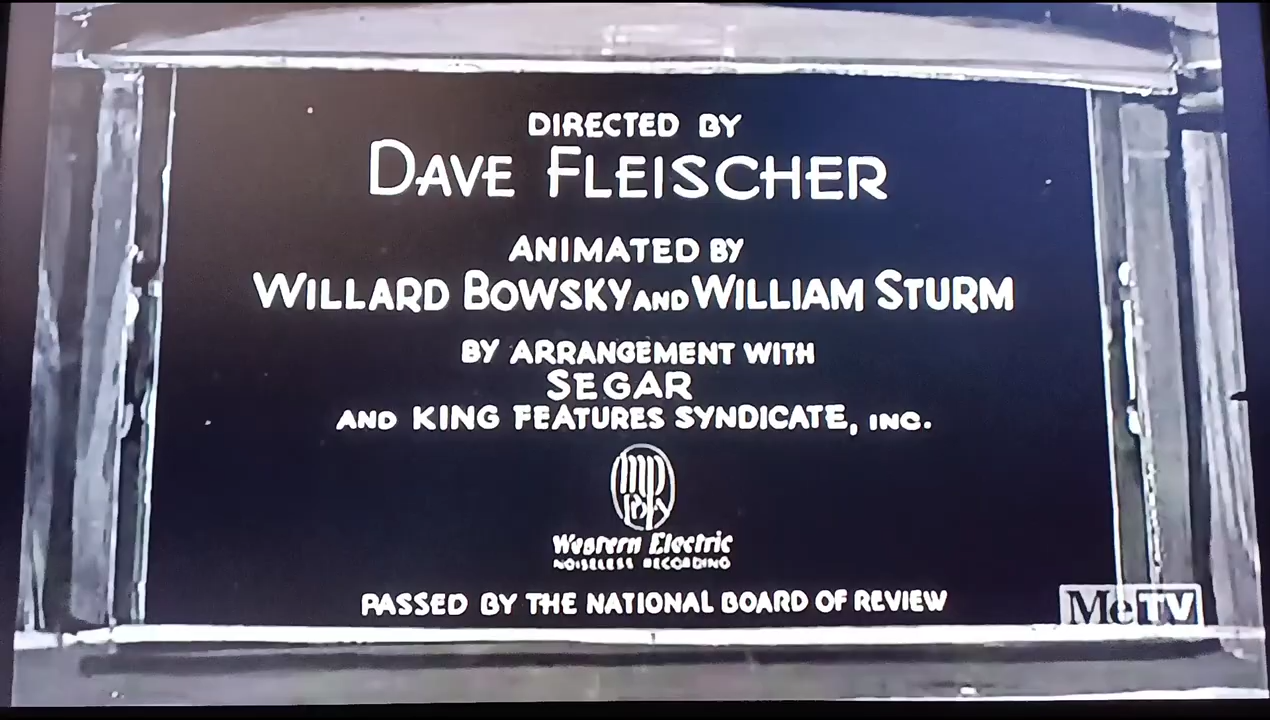 DIRECTED BY
DAVE FLEISCHER
ANIMATED BY
WILLARD BOWSKY AND WILLIAM STURM
BY ARRANGEMENT WITH
SEGAR
AND KING FEATURES SYNDICATE, INC.
Western Electric
NOISELESS RECORDING
PASSED BY THE NATIONAL BOARD OF REVIEW
MeTV